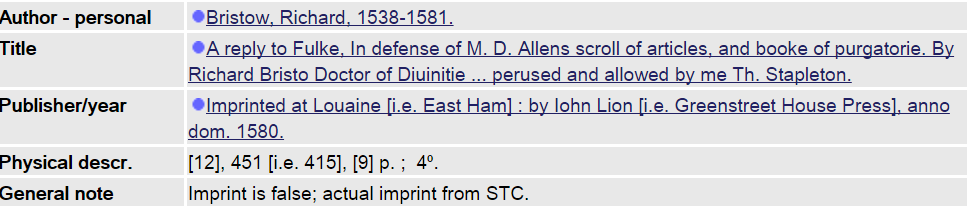 Author - personal Bristow, Richard, 1538-1581.
Title A reply to Fulke, In defense of M. D. Allens scroll of articles, and booke of purgatorie. By
Richard Bristo Doctor of Diuinitie ... perused and allowed by me Th. Stapleton.
Publisher/year Imprinted at Louaine [i.e. East Ham] : by Iohn Lion [i.e. Greenstreet House Press], anno
dom. 1580.
Physical descr. [12], 451 [i.e. 415], [9] p. ; 4⁰.
General note Imprint is false; actual imprint from STC.